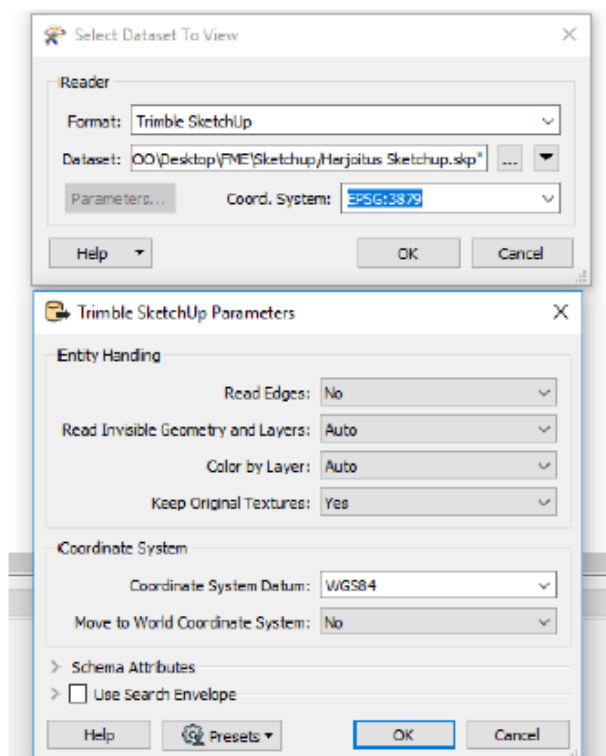 Select Dataset To View
Reader
Format: Trimble SketchUp
Dataset: OO\Desktop\FME\Sketchup/Harjoitus Sketchup.skp" ...
Parameters... Coord. System: EPSG:3879
Help OK Cancel
Trimble SketchUp Parameters
Entity Handling
Read Edges: No
Read Invisible Geometry and Layers: Auto
Color by Layer: Auto
Keep Original Textures: Yes
Coordinate System
Coordinate System Datum: WGS84
Move to World Coordinate System: No
Schema Attributes
Use Search Envelope
Help Presets OK Cancel